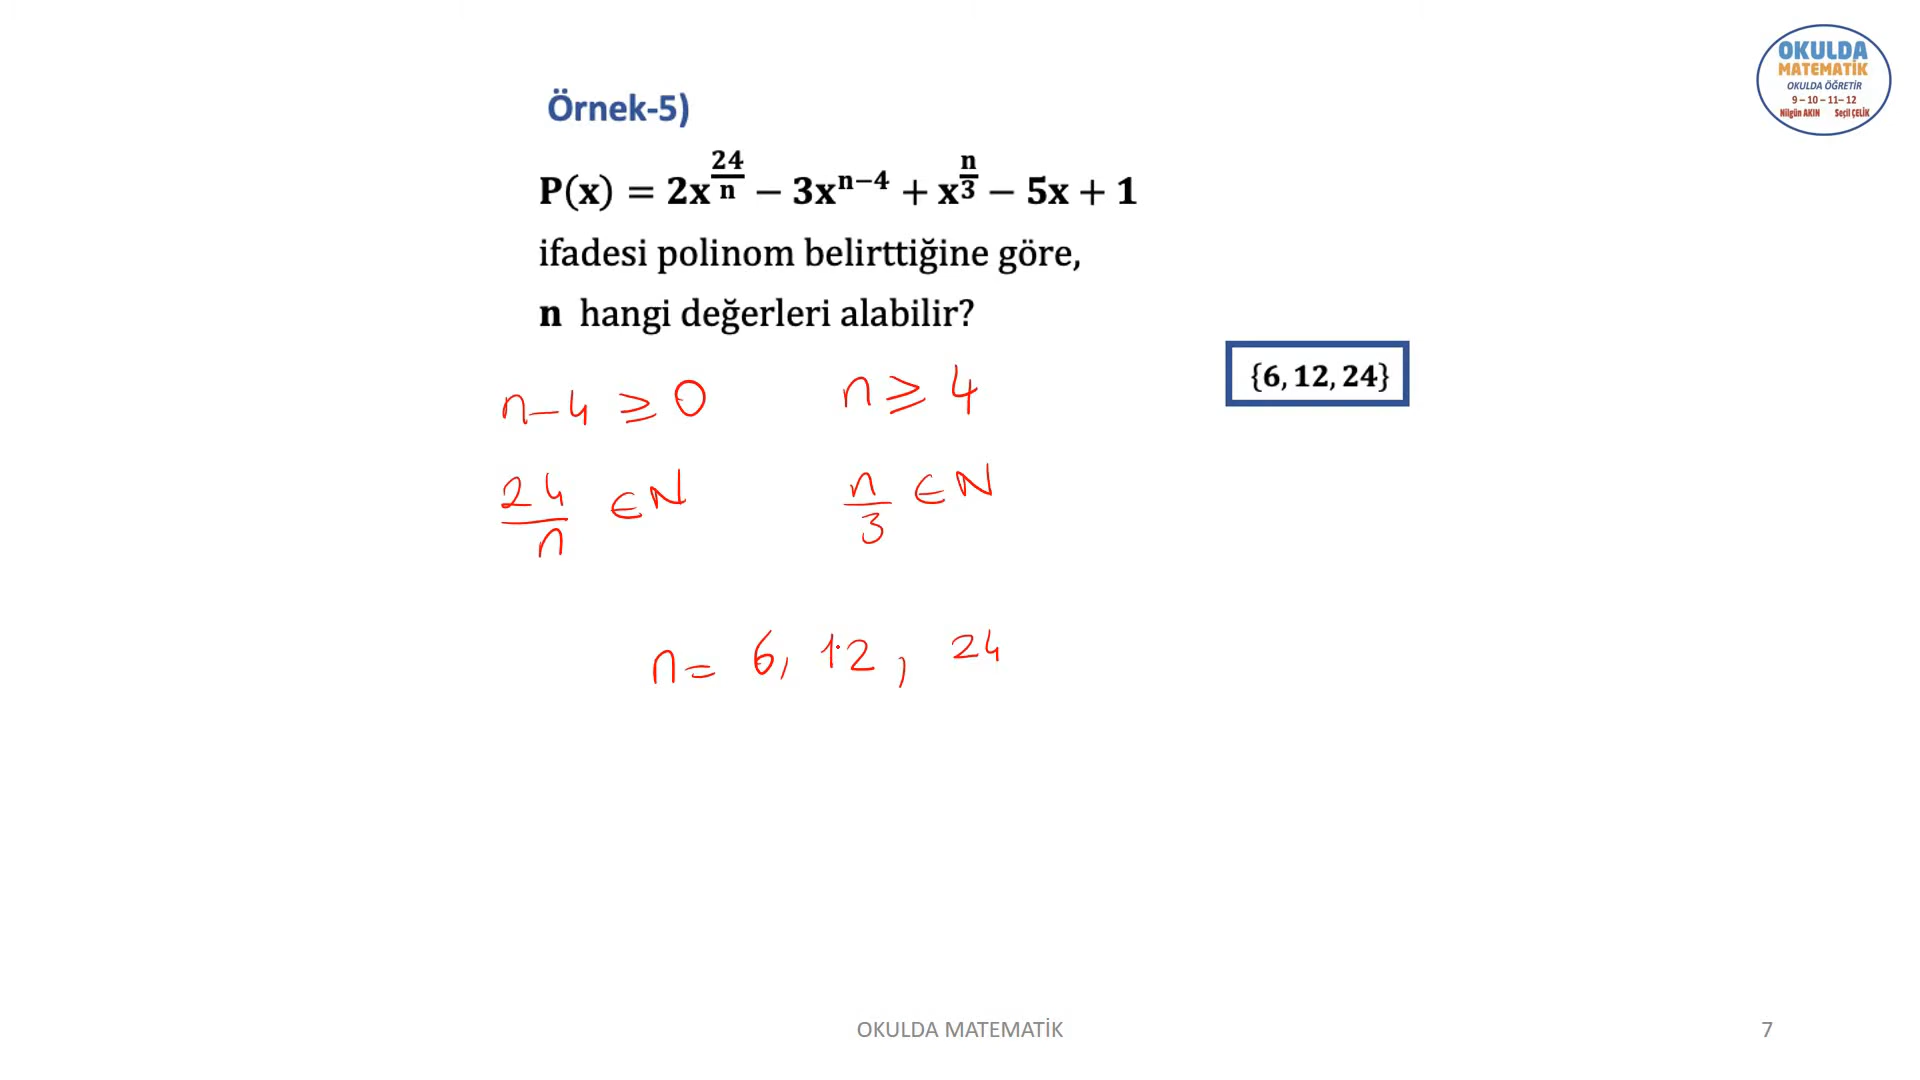 OKULDA
MATEMATİK
OKULDA ÖĞRETİR
9 – 10 – 11– 12
Nilgün AKIN Seçil ÇELİK
Örnek-5)
P(x) = 2x^(24/n) − 3x^(n−4) + x^(n/3) − 5x + 1
ifadesi polinom belirttiğine göre,
n hangi değerleri alabilir?
{6, 12, 24}
n−4 ≥ 0 n ≥ 4
24/n ∈ N n/3 ∈ N
n = 6, 12, 24
OKULDA MATEMATİK 7